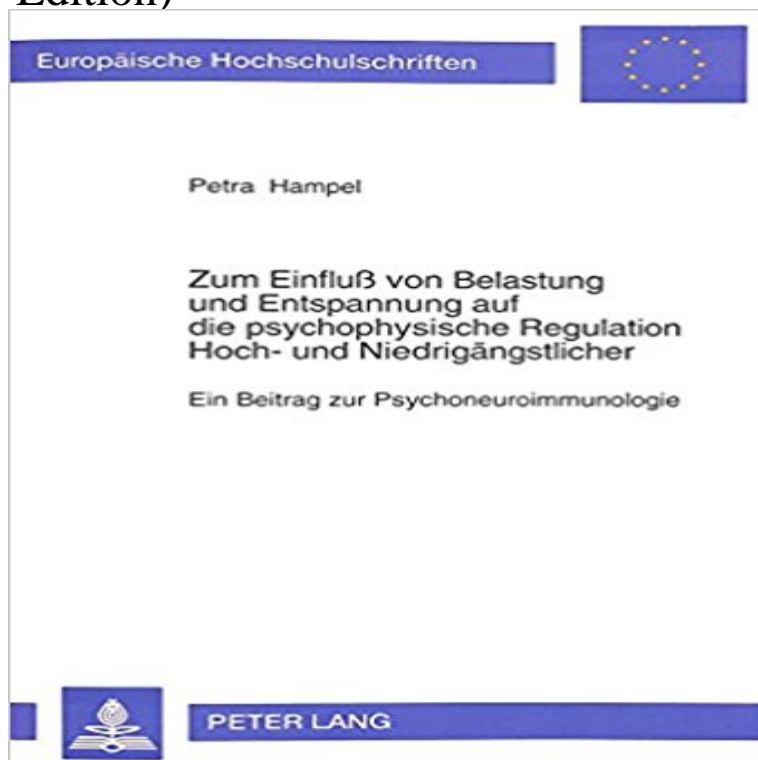 Edition)
Europäische Hochschulschriften
Petra Hampel
Zum Einfluß von Belastung
und Entspannung auf
die psychophysische Regulation
Hoch- und Niedrigängstlicher
Ein Beitrag zur Psychoneuroimmunologie
PETER LANG